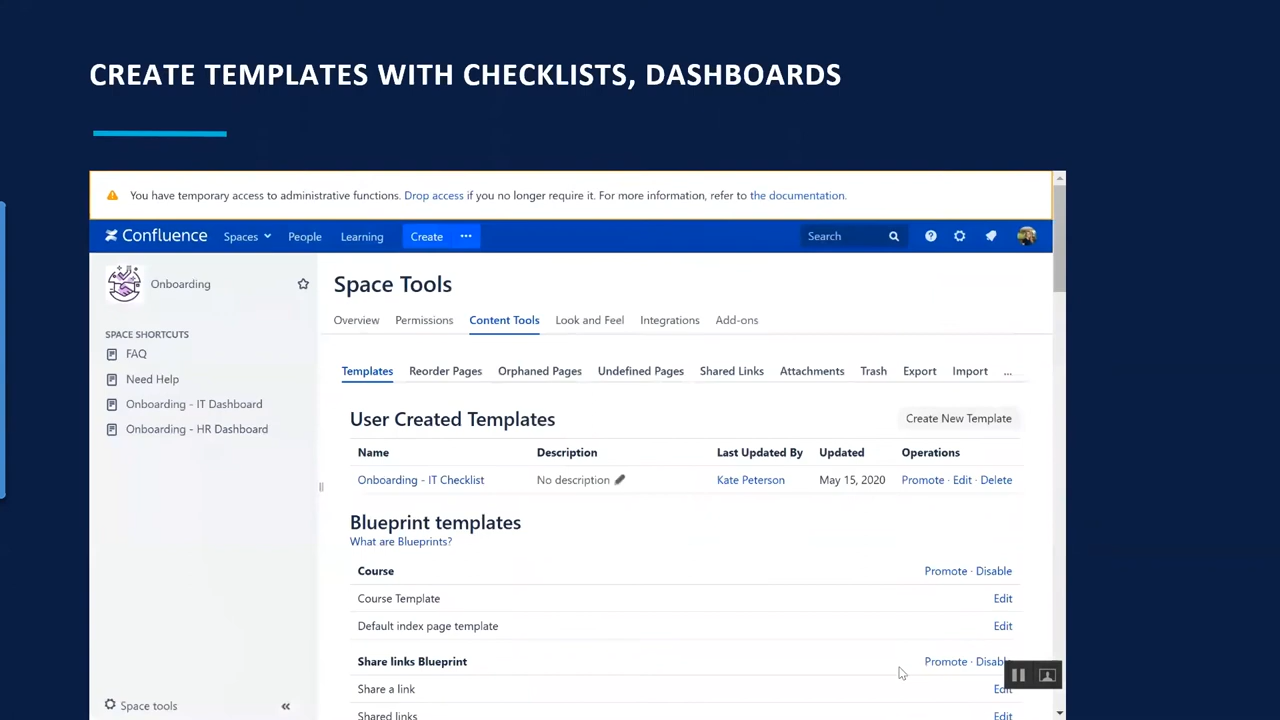 CREATE TEMPLATES WITH CHECKLISTS, DASHBOARDS
You have temporary access to administrative functions. Drop access if you no longer require it. For more information, refer to the documentation.
Confluence Spaces People Learning Create ••• Search
Onboarding
SPACE SHORTCUTS
FAQ
Need Help
Onboarding - IT Dashboard
Onboarding - HR Dashboard
Space tools
Space Tools
Overview Permissions Content Tools Look and Feel Integrations Add-ons
Templates Reorder Pages Orphaned Pages Undefined Pages Shared Links Attachments Trash Export Import ...
User Created Templates Create New Template
Name Description Last Updated By Updated Operations
Onboarding - IT Checklist No description Kate Peterson May 15, 2020 Promote · Edit · Delete
Blueprint templates
What are Blueprints?
Course Promote · Disable
Course Template Edit
Default index page template Edit
Share links Blueprint Promote · Disable
Share a link Edit
Shared links Edit